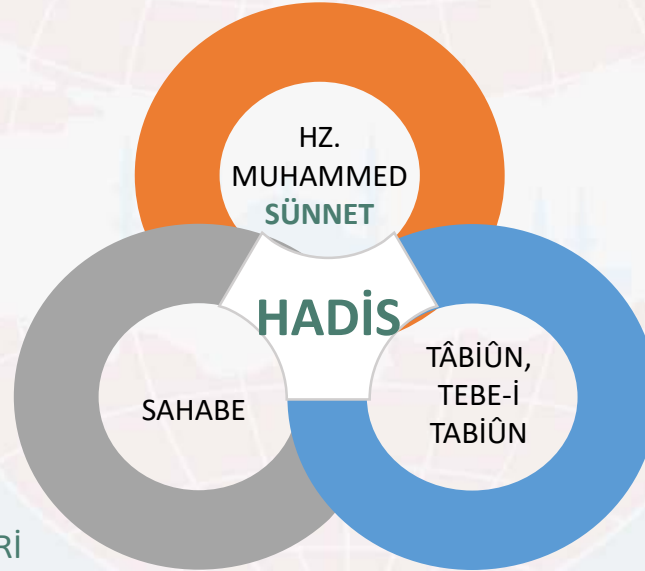 HZ.
MUHAMMED
SÜNNET
HADİS
SAHABE
TÂBİÛN,
TEBE-İ
TABİÛN
Rİ